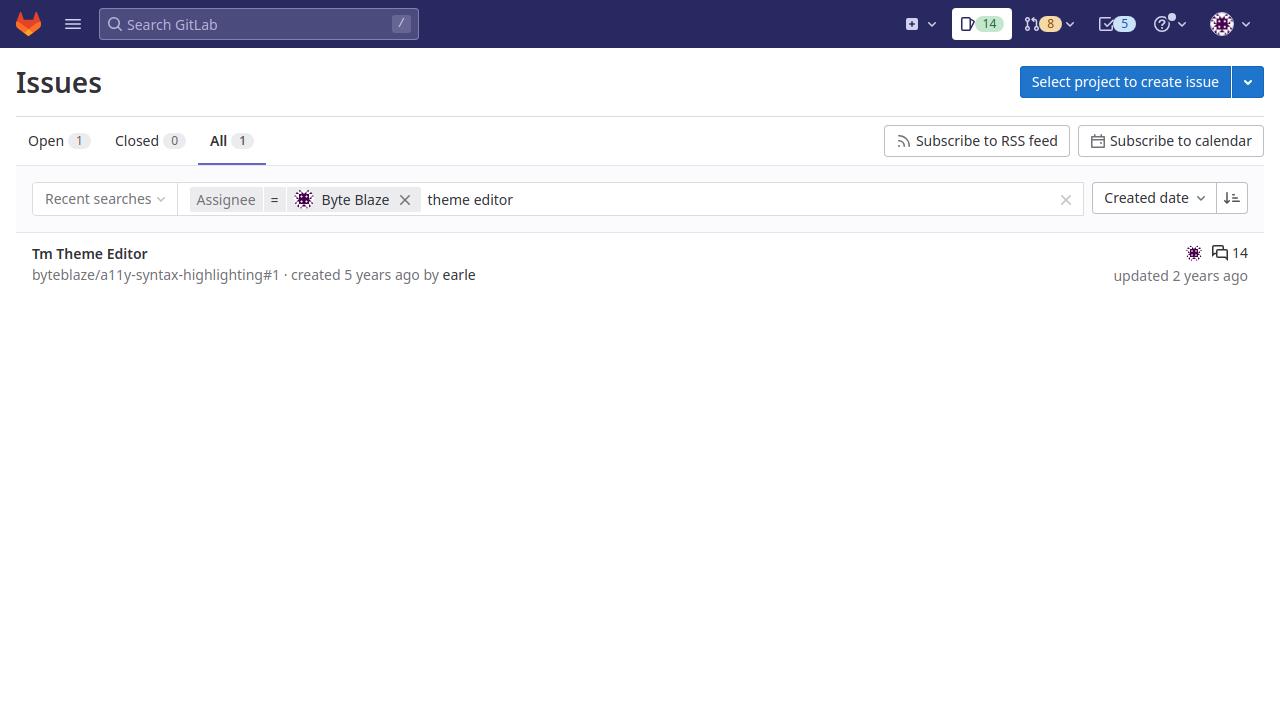 Search GitLab
/
14
8
5
Issues
Select project to create issue
Open 1
Closed 0
All 1
Subscribe to RSS feed
Subscribe to calendar
Recent searches
Assignee = Byte Blaze theme editor
Created date
Tm Theme Editor
14
byteblaze/a11y-syntax-highlighting#1 · created 5 years ago by earle
updated 2 years ago